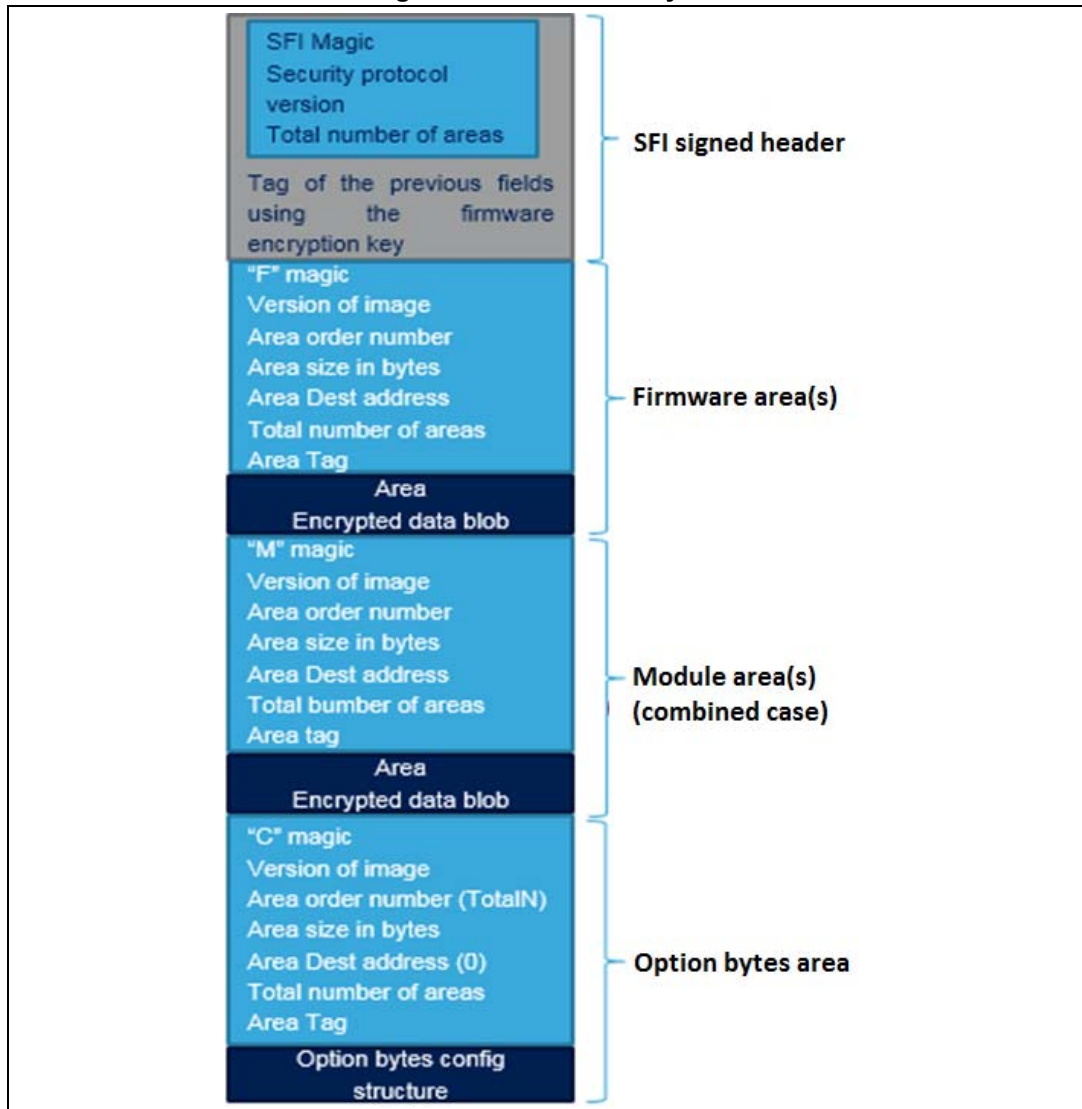 SFI Magic
Security protocol
version
Total number of areas
Tag of the previous fields
using the firmware
encryption key
SFI signed header
"F" magic
Version of image
Area order number
Area size in bytes
Area Dest address
Total number of areas
Area Tag
Area
Encrypted data blob
Firmware area(s)
"M" magic
Version of image
Area order number
Area size in bytes
Area Dest address
Total bumber of areas
Area tag
Area
Encrypted data blob
Module area(s)
(combined case)
"C" magic
Version of image
Area order number (TotalN)
Area size in bytes
Area Dest address (0)
Total number of areas
Area Tag
Option bytes config
structure
Option bytes area